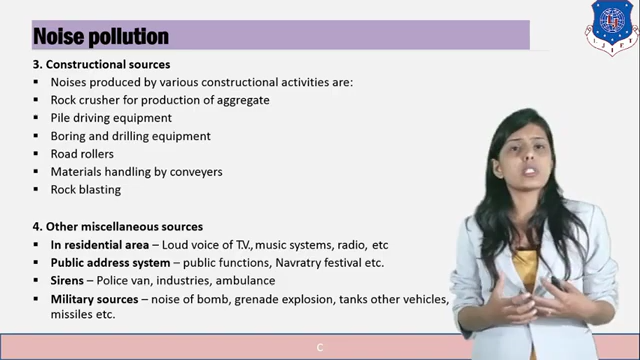 Noise pollution
3. Constructional sources
▪ Noises produced by various constructional activities are:
▪ Rock crusher for production of aggregate
▪ Pile driving equipment
▪ Boring and drilling equipment
▪ Road rollers
▪ Materials handling by conveyers
▪ Rock blasting
4. Other miscellaneous sources
▪ In residential area – Loud voice of T.V., music systems, radio, etc
▪ Public address system – public functions, Navratry festival etc.
▪ Sirens – Police van, industries, ambulance
▪ Military sources – noise of bomb, grenade explosion, tanks other vehicles,
missiles etc.
C